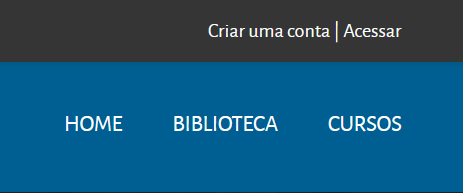 Criar uma conta | Acessar
HOME BIBLIOTECA CURSOS